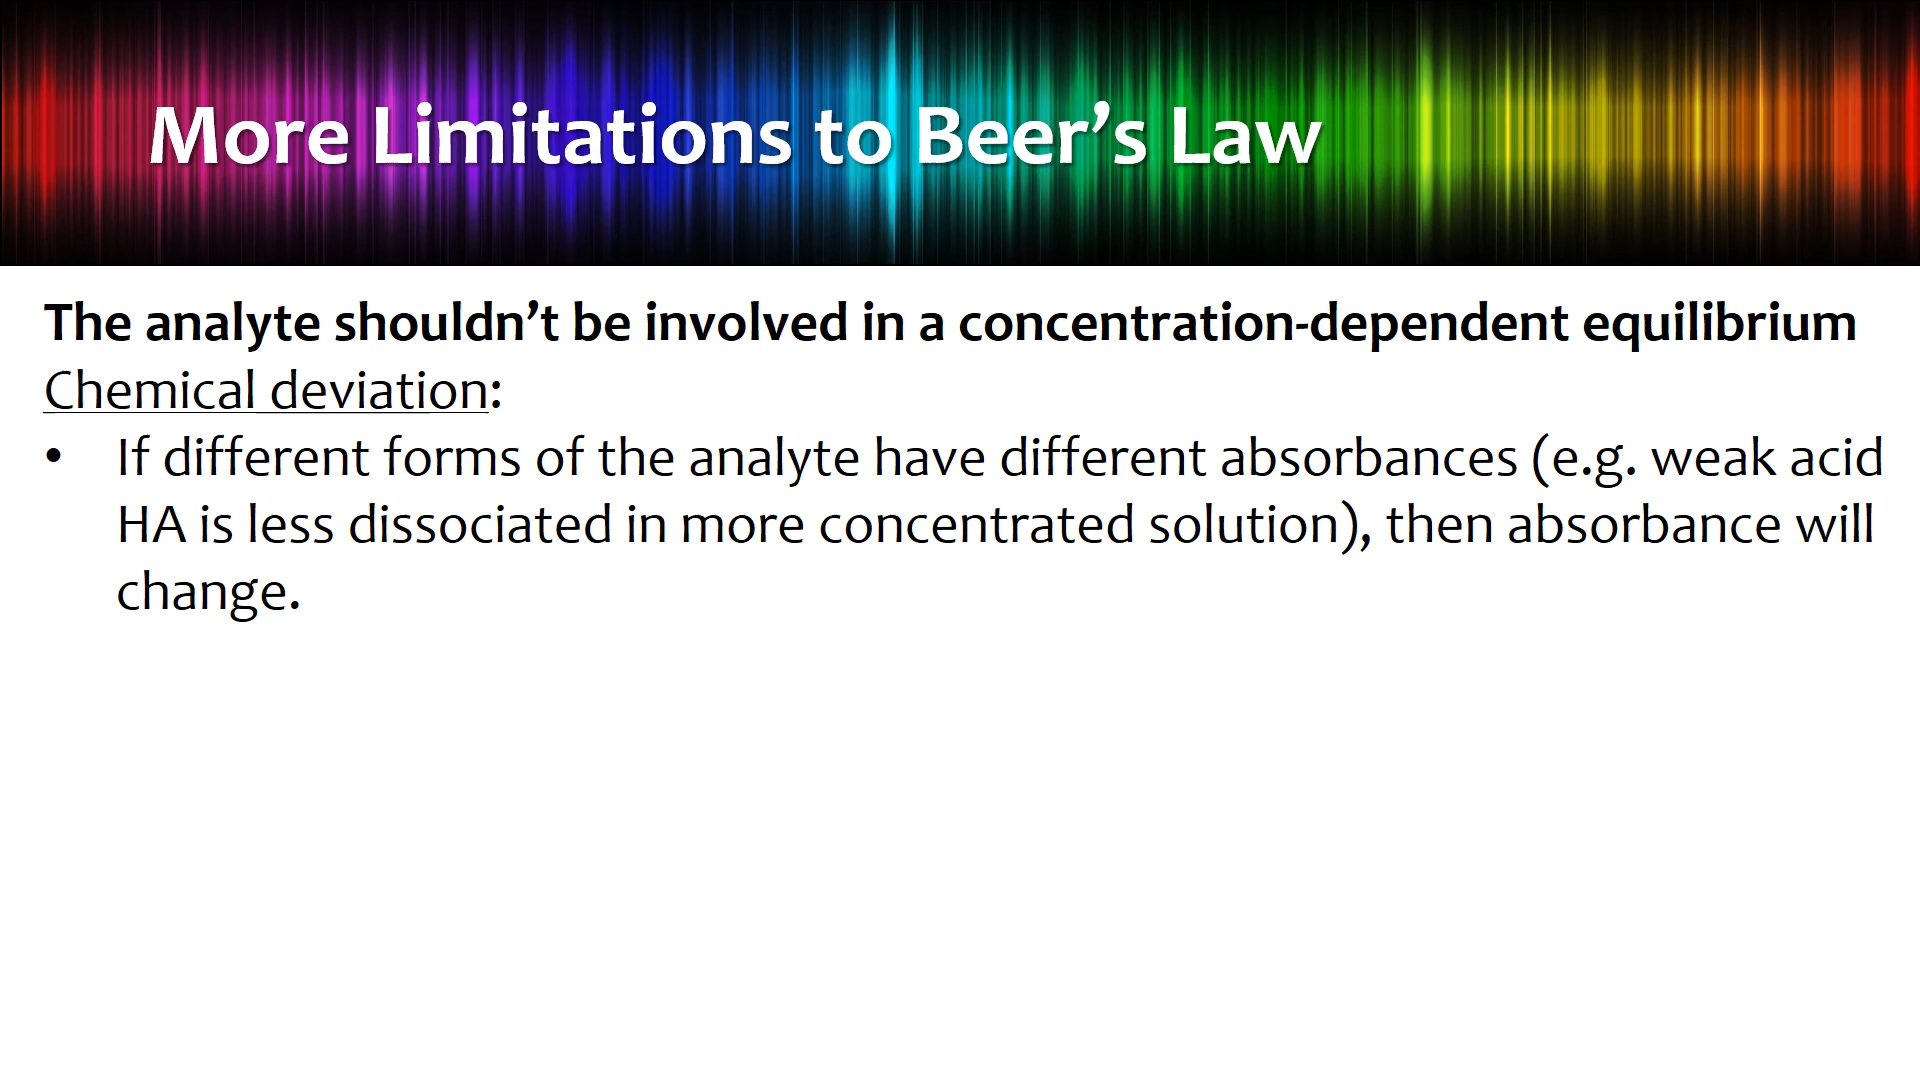 More Limitations to Beer’s Law
The analyte shouldn’t be involved in a concentration-dependent equilibrium
Chemical deviation:
• If different forms of the analyte have different absorbances (e.g. weak acid
HA is less dissociated in more concentrated solution), then absorbance will
change.